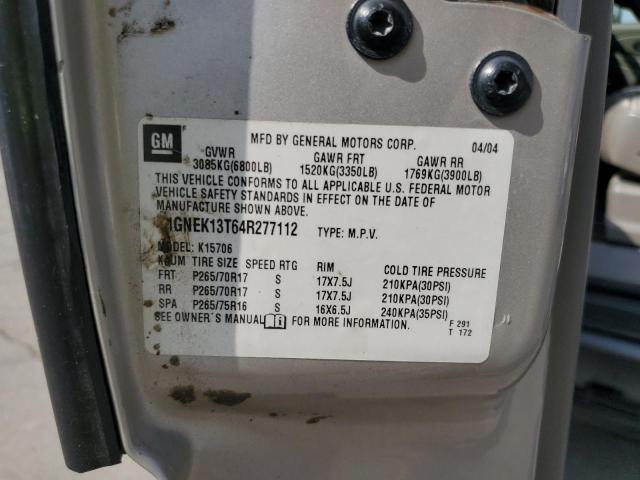 GM
MFD BY GENERAL MOTORS CORP. 04/04
GVWR GAWR FRT GAWR RR
3085KG(6800LB) 1520KG(3350LB) 1769KG(3900LB)
THIS VEHICLE CONFORMS TO ALL APPLICABLE U.S. FEDERAL MOTOR
VEHICLE SAFETY STANDARDS IN EFFECT ON THE DATE OF
MANUFACTURE SHOWN ABOVE.
1GNEK13T64R277112 TYPE: M.P.V.
MODEL: K15706
TIRE SIZE SPEED RTG RIM COLD TIRE PRESSURE
FRT P265/70R17 S 17X7.5J 210KPA(30PSI)
RR P265/70R17 S 17X7.5J 210KPA(30PSI)
SPA P265/75R16 S 16X6.5J 240KPA(35PSI)
SEE OWNER'S MANUAL FOR MORE INFORMATION.
F 291
T 172